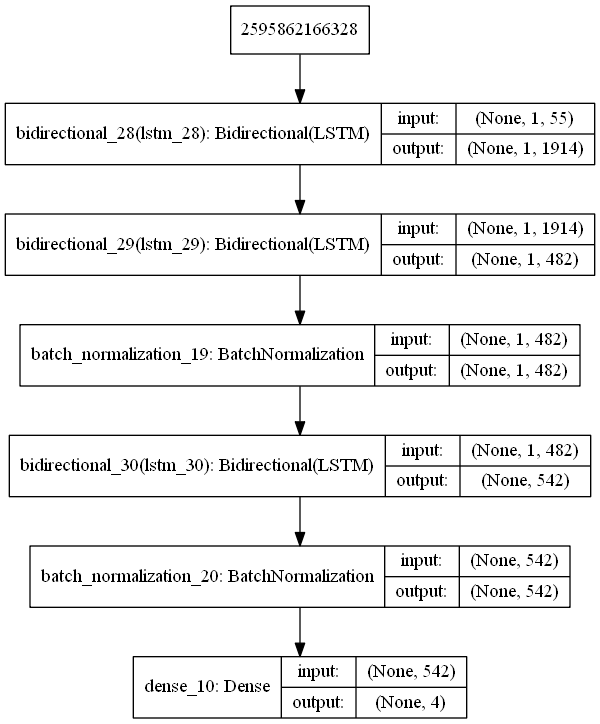 2595862166328
bidirectional_28(lstm_28): Bidirectional(LSTM)
input: (None, 1, 55)
output: (None, 1, 1914)
bidirectional_29(lstm_29): Bidirectional(LSTM)
input: (None, 1, 1914)
output: (None, 1, 482)
batch_normalization_19: BatchNormalization
input: (None, 1, 482)
output: (None, 1, 482)
bidirectional_30(lstm_30): Bidirectional(LSTM)
input: (None, 1, 482)
output: (None, 542)
batch_normalization_20: BatchNormalization
input: (None, 542)
output: (None, 542)
dense_10: Dense
input: (None, 542)
output: (None, 4)